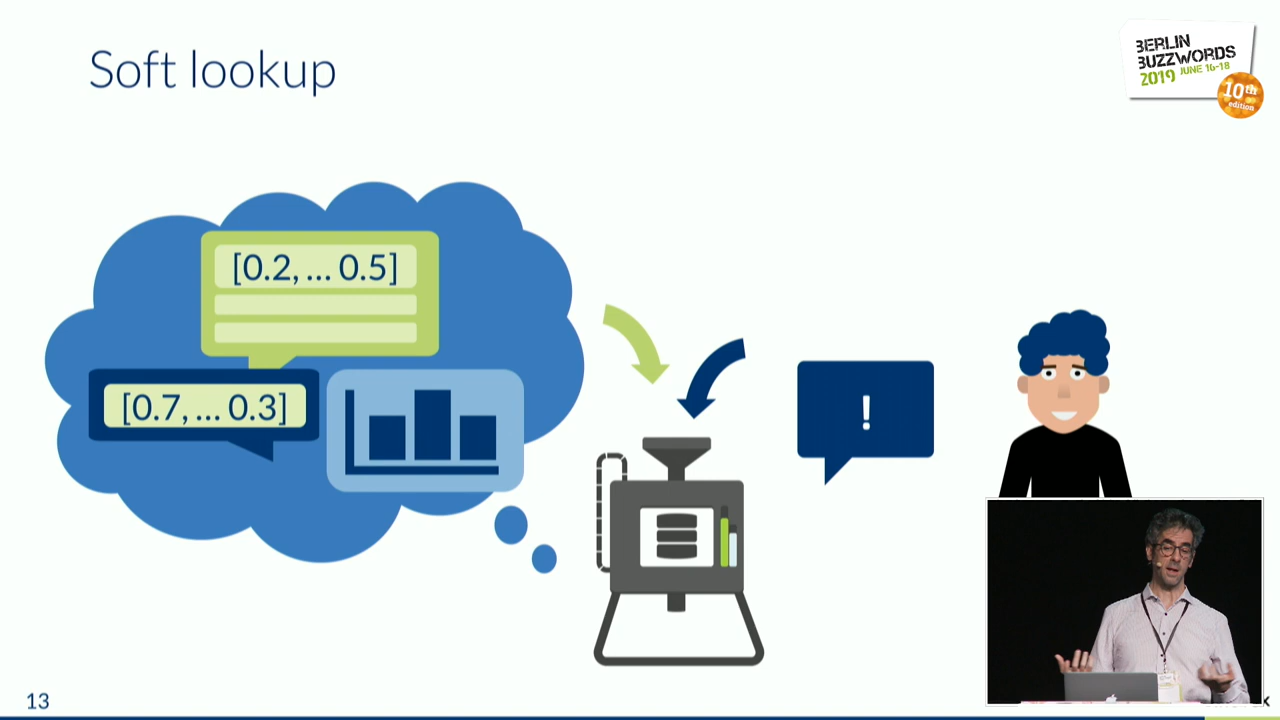 Soft lookup
BERLIN
BUZZWORDS
2019 JUNE 16-18
10th
edition
[0.2, ... 0.5]
[0.7, ... 0.3]
!
13